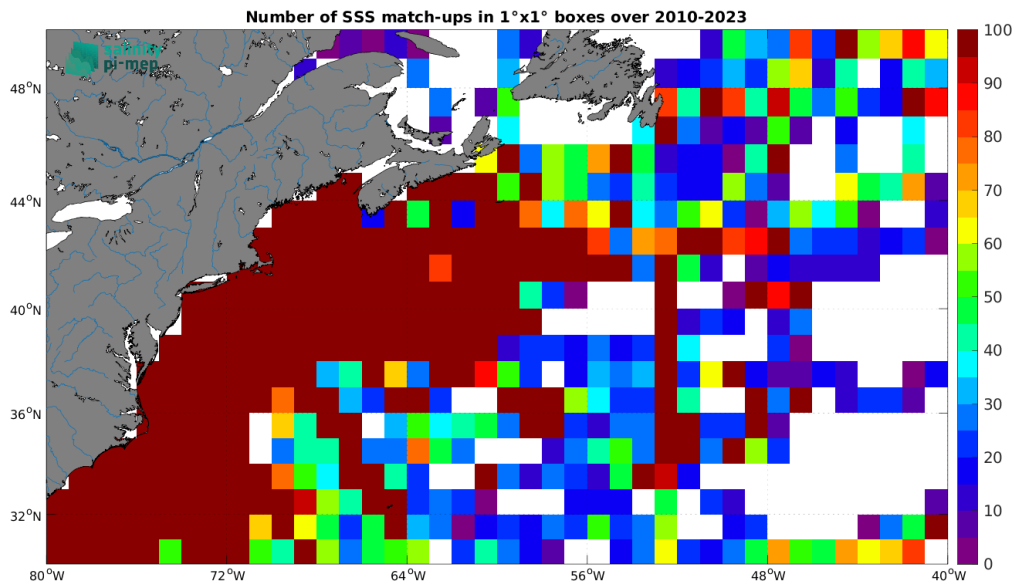 Number of SSS match-ups in 1°x1° boxes over 2010-2023
salinity
pi-mep
48°N
44°N
40°N
36°N
32°N
80°W 72°W 64°W 56°W 48°W 40°W
100
90
80
70
60
50
40
30
20
10
0